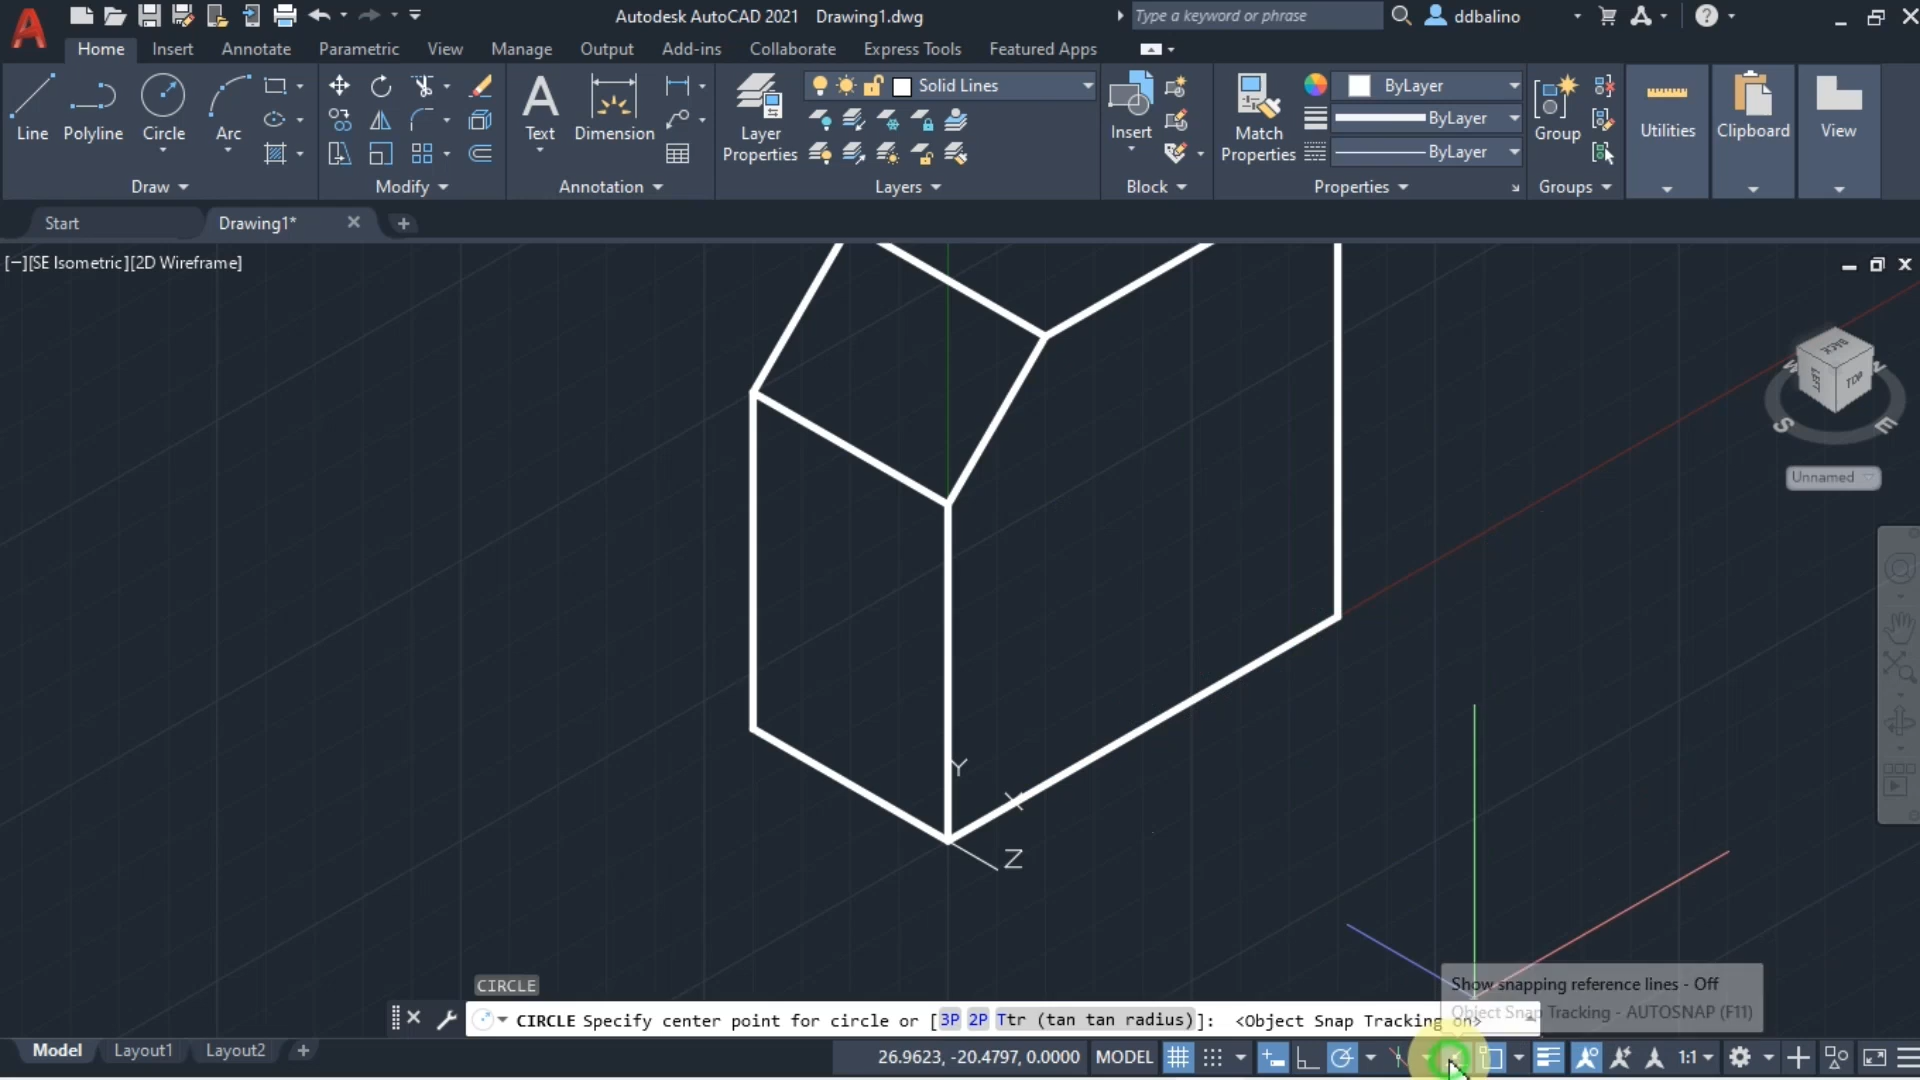 Autodesk AutoCAD 2021 Drawing1.dwg
Type a keyword or phrase
ddbalino
Home Insert Annotate Parametric View Manage Output Add-ins Collaborate Express Tools Featured Apps
Solid Lines
ByLayer
ByLayer
ByLayer
Line Polyline Circle Arc
Text Dimension
Layer Properties
Insert
Match Properties
Group
Utilities Clipboard View
Draw Modify Annotation Layers Block Properties Groups
Start Drawing1*
[−][SE Isometric][2D Wireframe]
BACK
LEFT TOP
W N
S E
Unnamed
Y
X
Z
Show snapping reference lines - Off
Object Snap Tracking - AUTOSNAP (F11)
CIRCLE
CIRCLE Specify center point for circle or [3P 2P Ttr (tan tan radius)]: <Object Snap Tracking on>
Model Layout1 Layout2
26.9623, -20.4797, 0.0000 MODEL 1:1